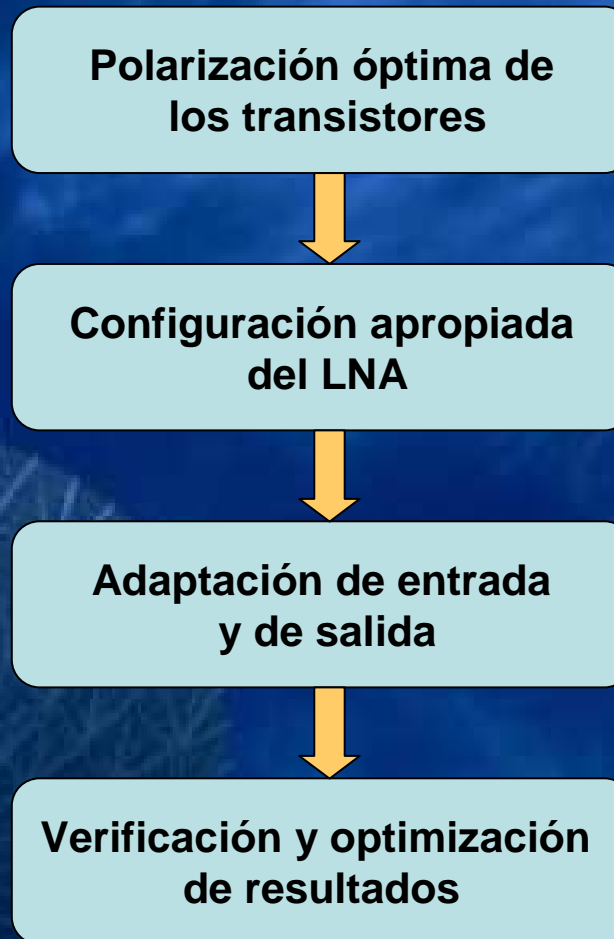 Polarización óptima de
los transistores
Configuración apropiada
del LNA
Adaptación de entrada
y de salida
Verificación y optimización
de resultados